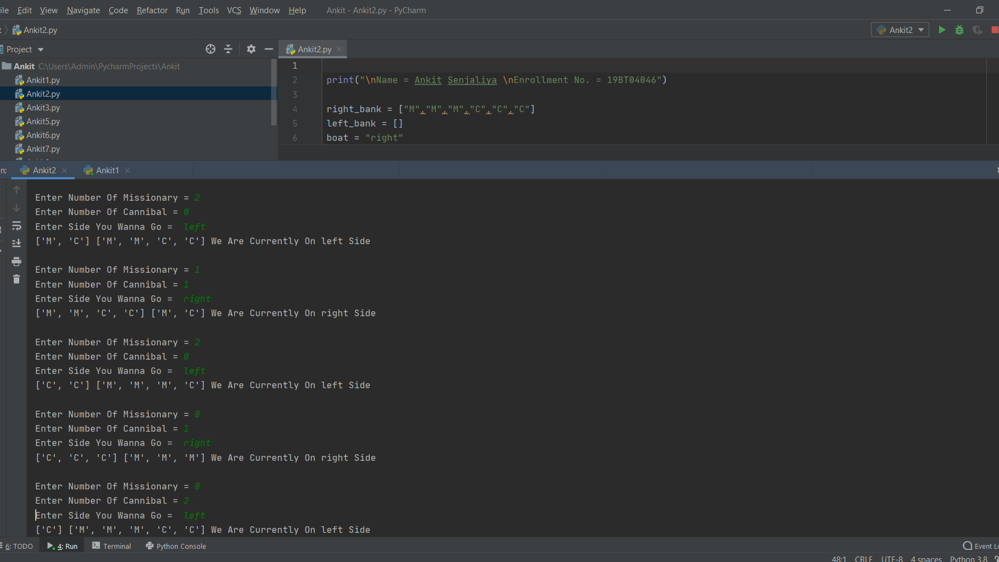 ile Edit View Navigate Code Refactor Run Tools VCS Window Help Ankit - Ankit2.py - PyCharm
Ankit2.py
Ankit2
Project
Ankit2.py
Ankit C:\Users\Admin\PycharmProjects\Ankit
Ankit1.py
Ankit2.py
Ankit3.py
Ankit5.py
Ankit6.py
Ankit7.py
1
2 print("\nName = Ankit Senjaliya \nEnrollment No. = 19BT04046")
3
4 right_bank = ["M","M","M","C","C","C"]
5 left_bank = []
6 boat = "right"
n: Ankit2 Ankit1
Enter Number Of Missionary = 2
Enter Number Of Cannibal = 0
Enter Side You Wanna Go =  left
['M', 'C'] ['M', 'M', 'C', 'C'] We Are Currently On left Side
Enter Number Of Missionary = 1
Enter Number Of Cannibal = 1
Enter Side You Wanna Go =  right
['M', 'M', 'C', 'C'] ['M', 'C'] We Are Currently On right Side
Enter Number Of Missionary = 2
Enter Number Of Cannibal = 0
Enter Side You Wanna Go =  left
['C', 'C'] ['M', 'M', 'M', 'C'] We Are Currently On left Side
Enter Number Of Missionary = 0
Enter Number Of Cannibal = 1
Enter Side You Wanna Go =  right
['C', 'C', 'C'] ['M', 'M', 'M'] We Are Currently On right Side
Enter Number Of Missionary = 0
Enter Number Of Cannibal = 2
Enter Side You Wanna Go =  left
['C'] ['M', 'M', 'M', 'C', 'C'] We Are Currently On left Side
6: TODO 4: Run Terminal Python Console Event Lo
48:1 CRLF UTF-8 4 spaces Python 3.8